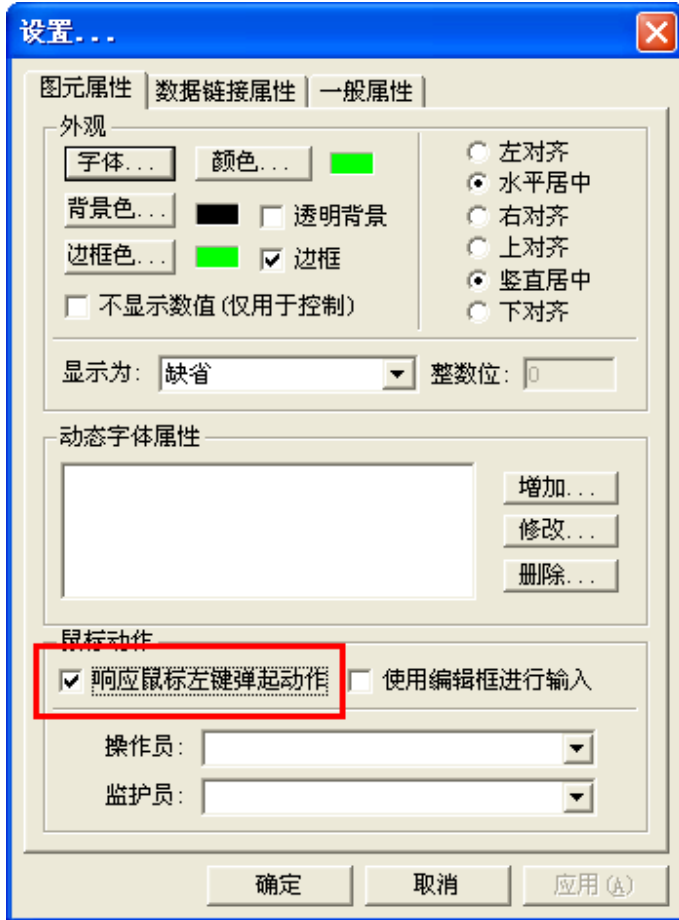 设置...
图元属性 数据链接属性 一般属性
外观
字体... 颜色... 左对齐
水平居中
背景色... 透明背景 右对齐
边框色... 边框 上对齐
竖直居中
不显示数值(仅用于控制) 下对齐
显示为: 缺省 整数位: 0
动态字体属性
增加...
修改...
删除...
鼠标动作
响应鼠标左键弹起动作 使用编辑框进行输入
操作员:
监护员:
确定 取消 应用(A)